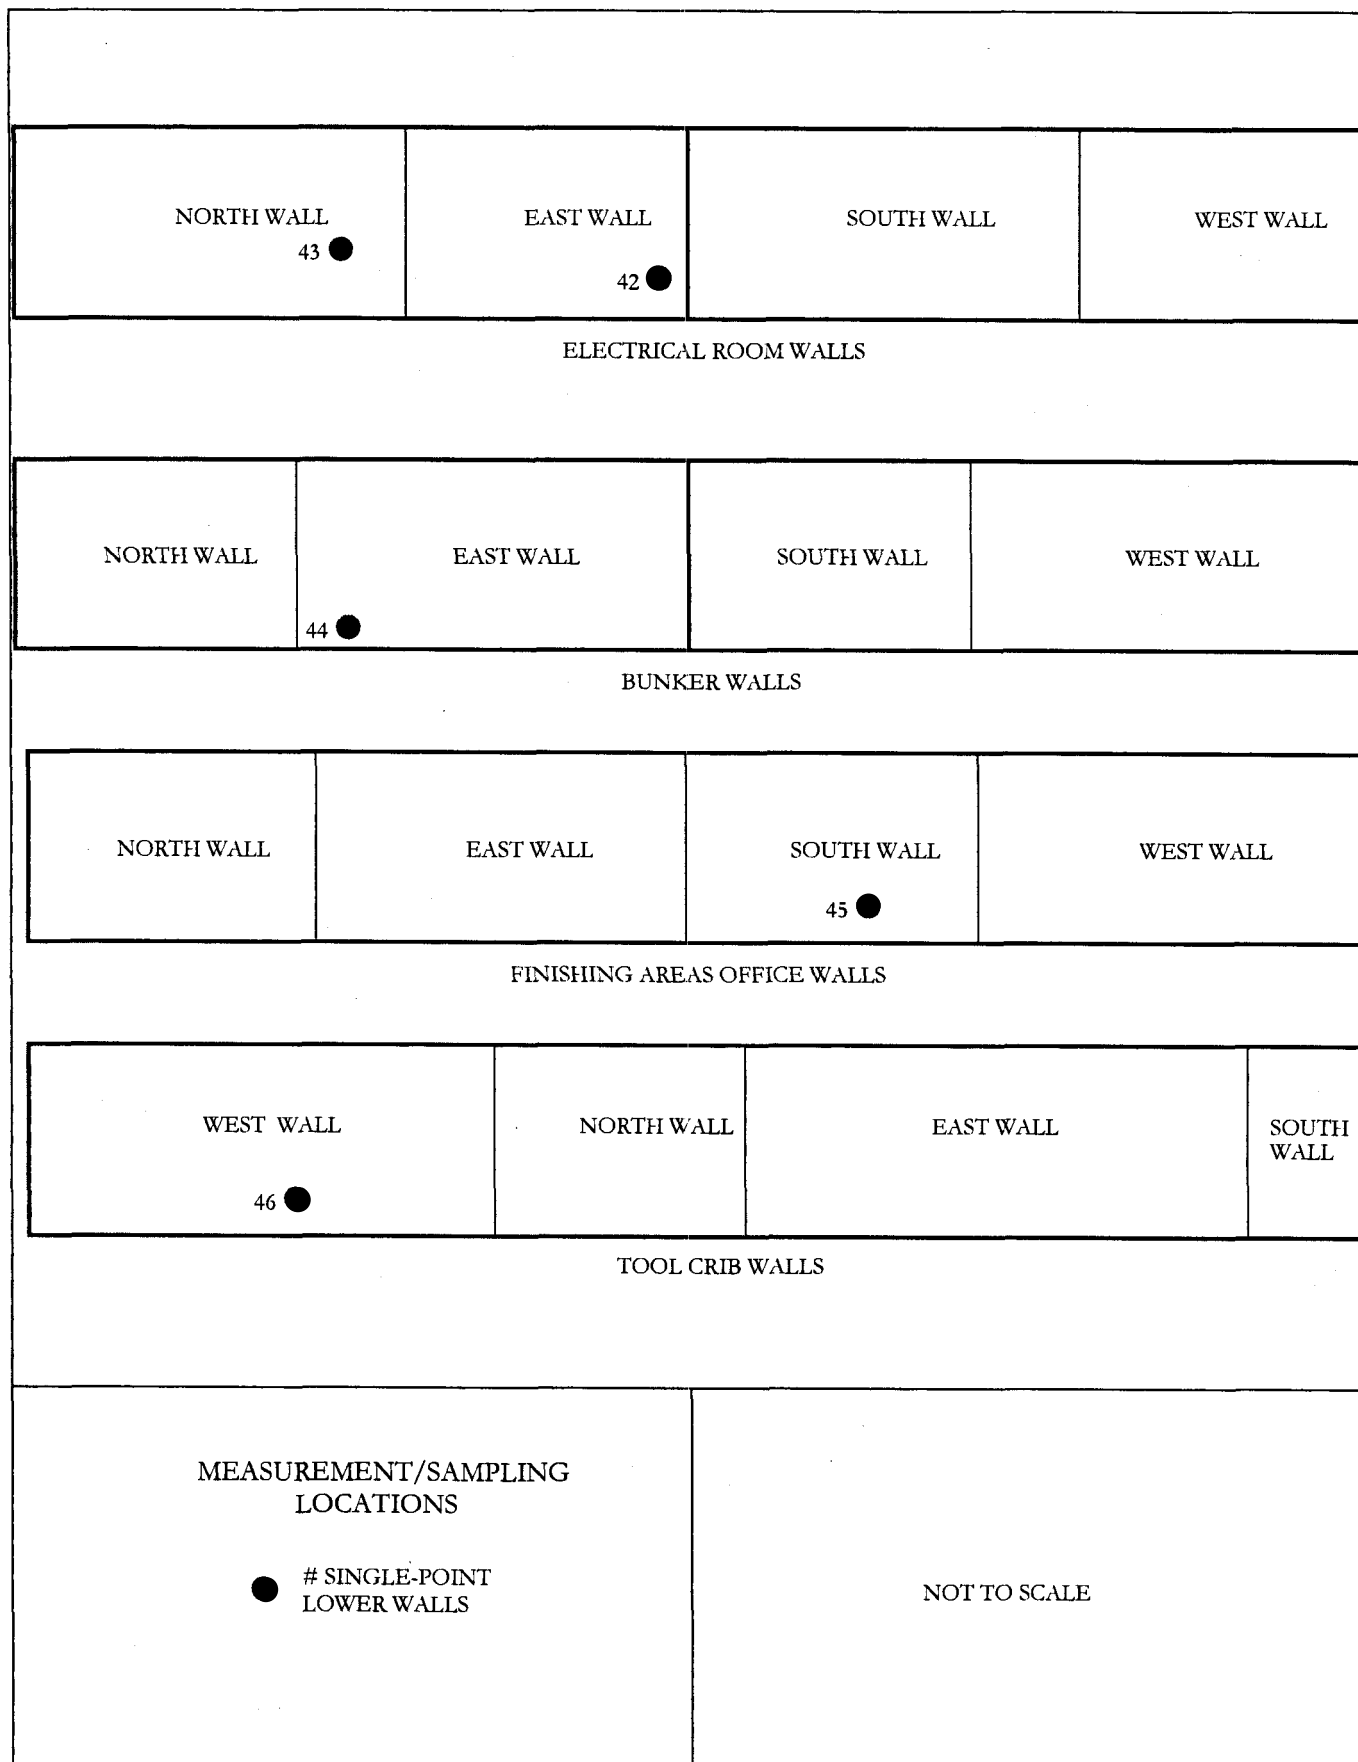 NORTH WALL EAST WALL SOUTH WALL WEST WALL
43
42
ELECTRICAL ROOM WALLS
NORTH WALL EAST WALL SOUTH WALL WEST WALL
44
BUNKER WALLS
NORTH WALL EAST WALL SOUTH WALL WEST WALL
45
FINISHING AREAS OFFICE WALLS
WEST WALL NORTH WALL EAST WALL SOUTH
WALL
46
TOOL CRIB WALLS
MEASUREMENT/SAMPLING
LOCATIONS
# SINGLE-POINT
LOWER WALLS
NOT TO SCALE